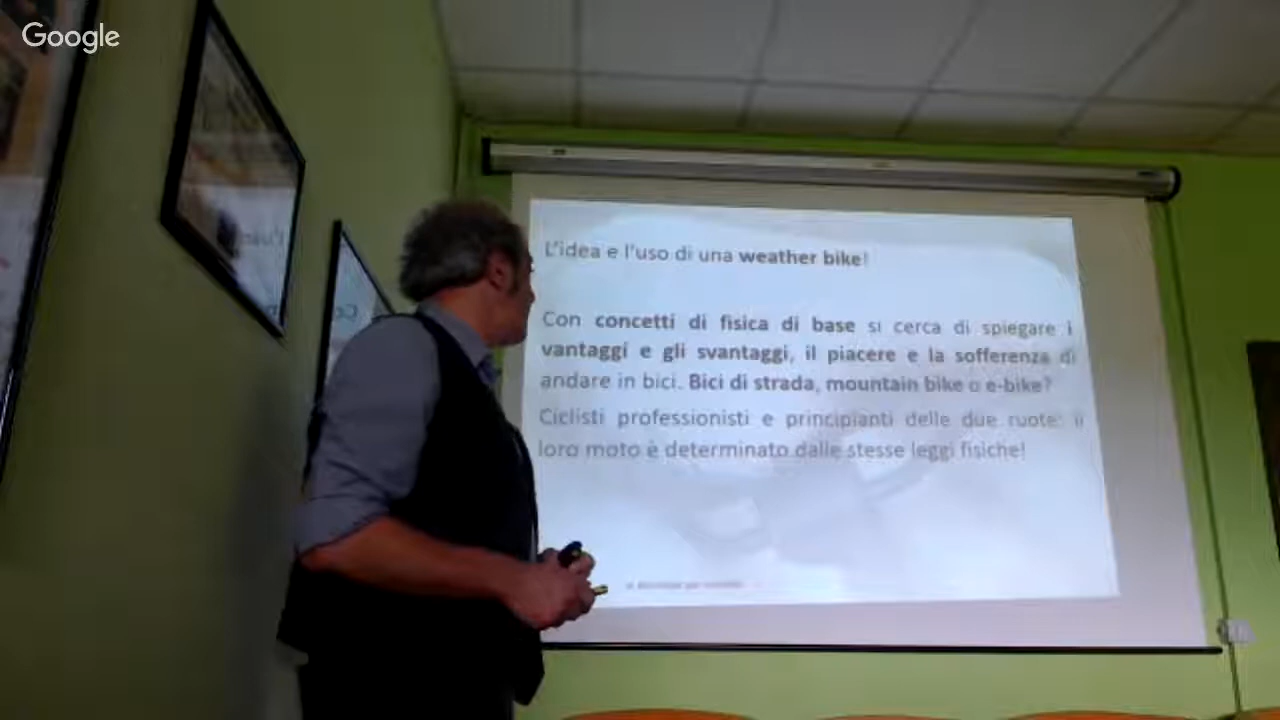 Google
L'idea e l'uso di una weather bike!
Con concetti di fisica di base si cerca di spiegare i
vantaggi e gli svantaggi, il piacere e la sofferenza di
andare in bici. Bici di strada, mountain bike o e-bike?
Ciclisti professionisti e principianti delle due ruote: il
loro moto è determinato dalle stesse leggi fisiche!